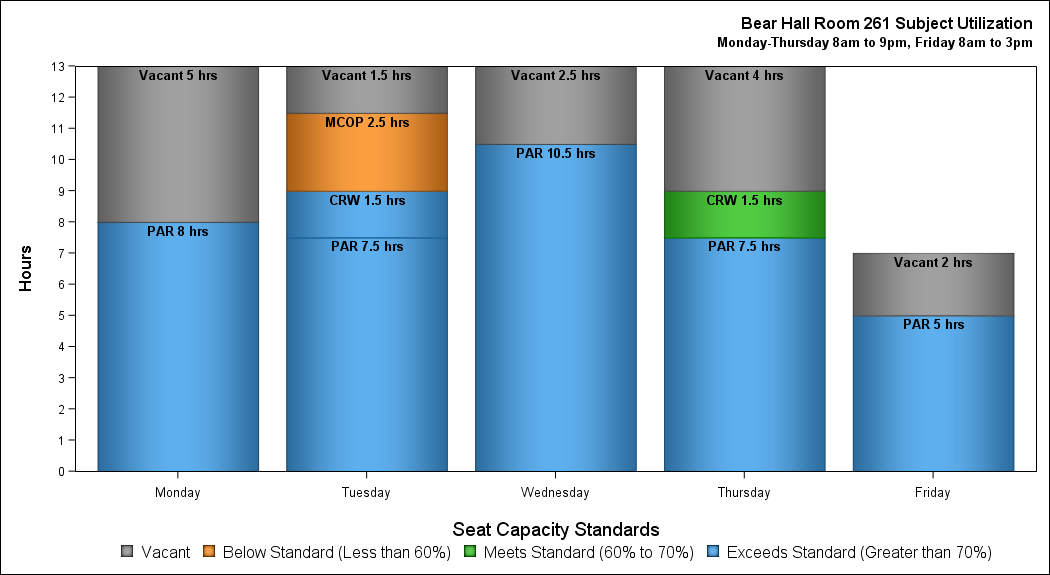 Bear Hall Room 261 Subject Utilization
Monday-Thursday 8am to 9pm, Friday 8am to 3pm
Hours
13
12
11
10
9
8
7
6
5
4
3
2
1
0
Vacant 5 hrs
PAR 8 hrs
Vacant 1.5 hrs
MCOP 2.5 hrs
CRW 1.5 hrs
PAR 7.5 hrs
Vacant 2.5 hrs
PAR 10.5 hrs
Vacant 4 hrs
CRW 1.5 hrs
PAR 7.5 hrs
Vacant 2 hrs
PAR 5 hrs
Monday Tuesday Wednesday Thursday Friday
Seat Capacity Standards
Vacant Below Standard (Less than 60%) Meets Standard (60% to 70%) Exceeds Standard (Greater than 70%)